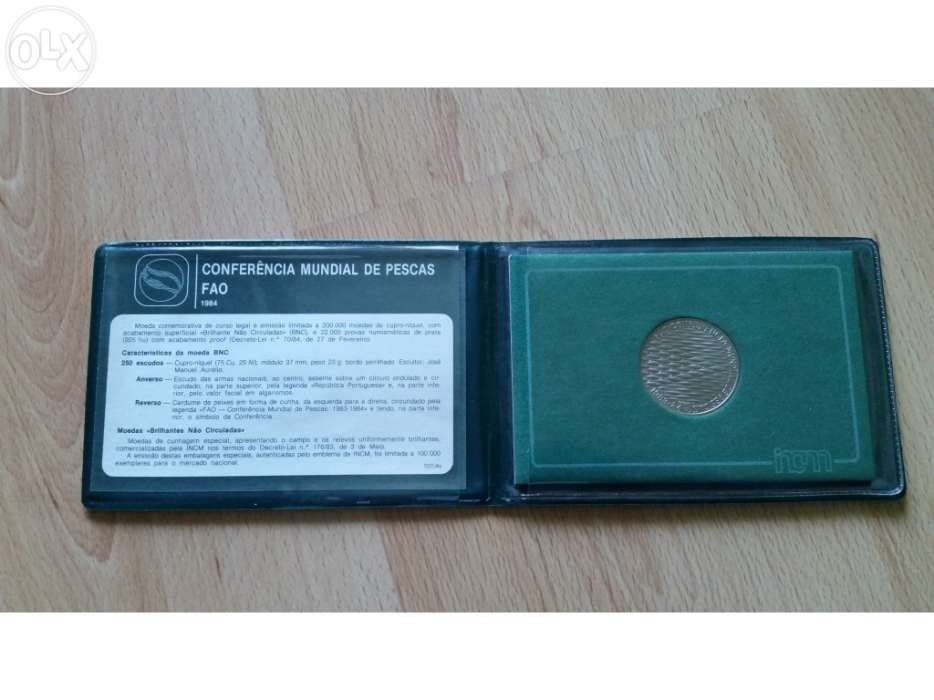 OLX
CONFERÊNCIA MUNDIAL DE PESCAS
FAO
1984
Moeda comemorativa de curso legal e emissão limitada a 200.000 moedas de cupro-níquel, com
acabamento superficial «Brilhante Não Circuladas» (BNC), e 22.000 provas numismáticas de prata
(925 ‰) com acabamento proof (Decreto-Lei n.º 70/84, de 27 de Fevereiro).
Características da moeda BNC
250 escudos — Cupro-níquel (75 Cu, 25 Ni); módulo 37 mm; peso 23 g; bordo serrilhado. Escultor: José
Manuel Aurélio.
Anverso — Escudo das armas nacionais, ao centro, assente sobre um círculo ondulado e cir-
cundado, na parte superior, pela legenda «República Portuguesa» e, na parte infe-
rior, pelo valor facial em algarismos.
Reverso — Cardume de peixes em forma de cunha, da esquerda para a direita, circundado pela
legenda «FAO — Conferência Mundial de Pescas: 1983-1984» e tendo, na parte infe-
rior, o símbolo da Conferência.
Moedas «Brilhantes Não Circuladas»
Moedas de cunhagem especial, apresentando o campo e os relevos uniformemente brilhantes,
comercializadas pela INCM nos termos do Decreto-Lei n.º 178/83, de 3 de Maio.
A emissão destas embalagens especiais, autenticadas pelo emblema da INCM, foi limitada a 100.000
exemplares para o mercado nacional.
incm